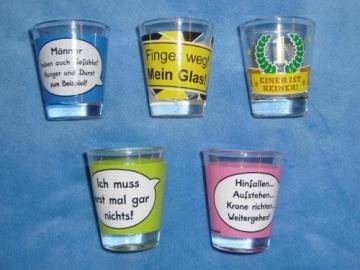 Männer
haben auch Gefühle!
Hunger und Durst
zum Beispiel!
Finger weg!
Mein Glas!
EINER IST
KEINER!
Ich muss
erst mal gar
nichts!
Hinfallen...
Aufstehen...
Krone richten...
Weitergehen!